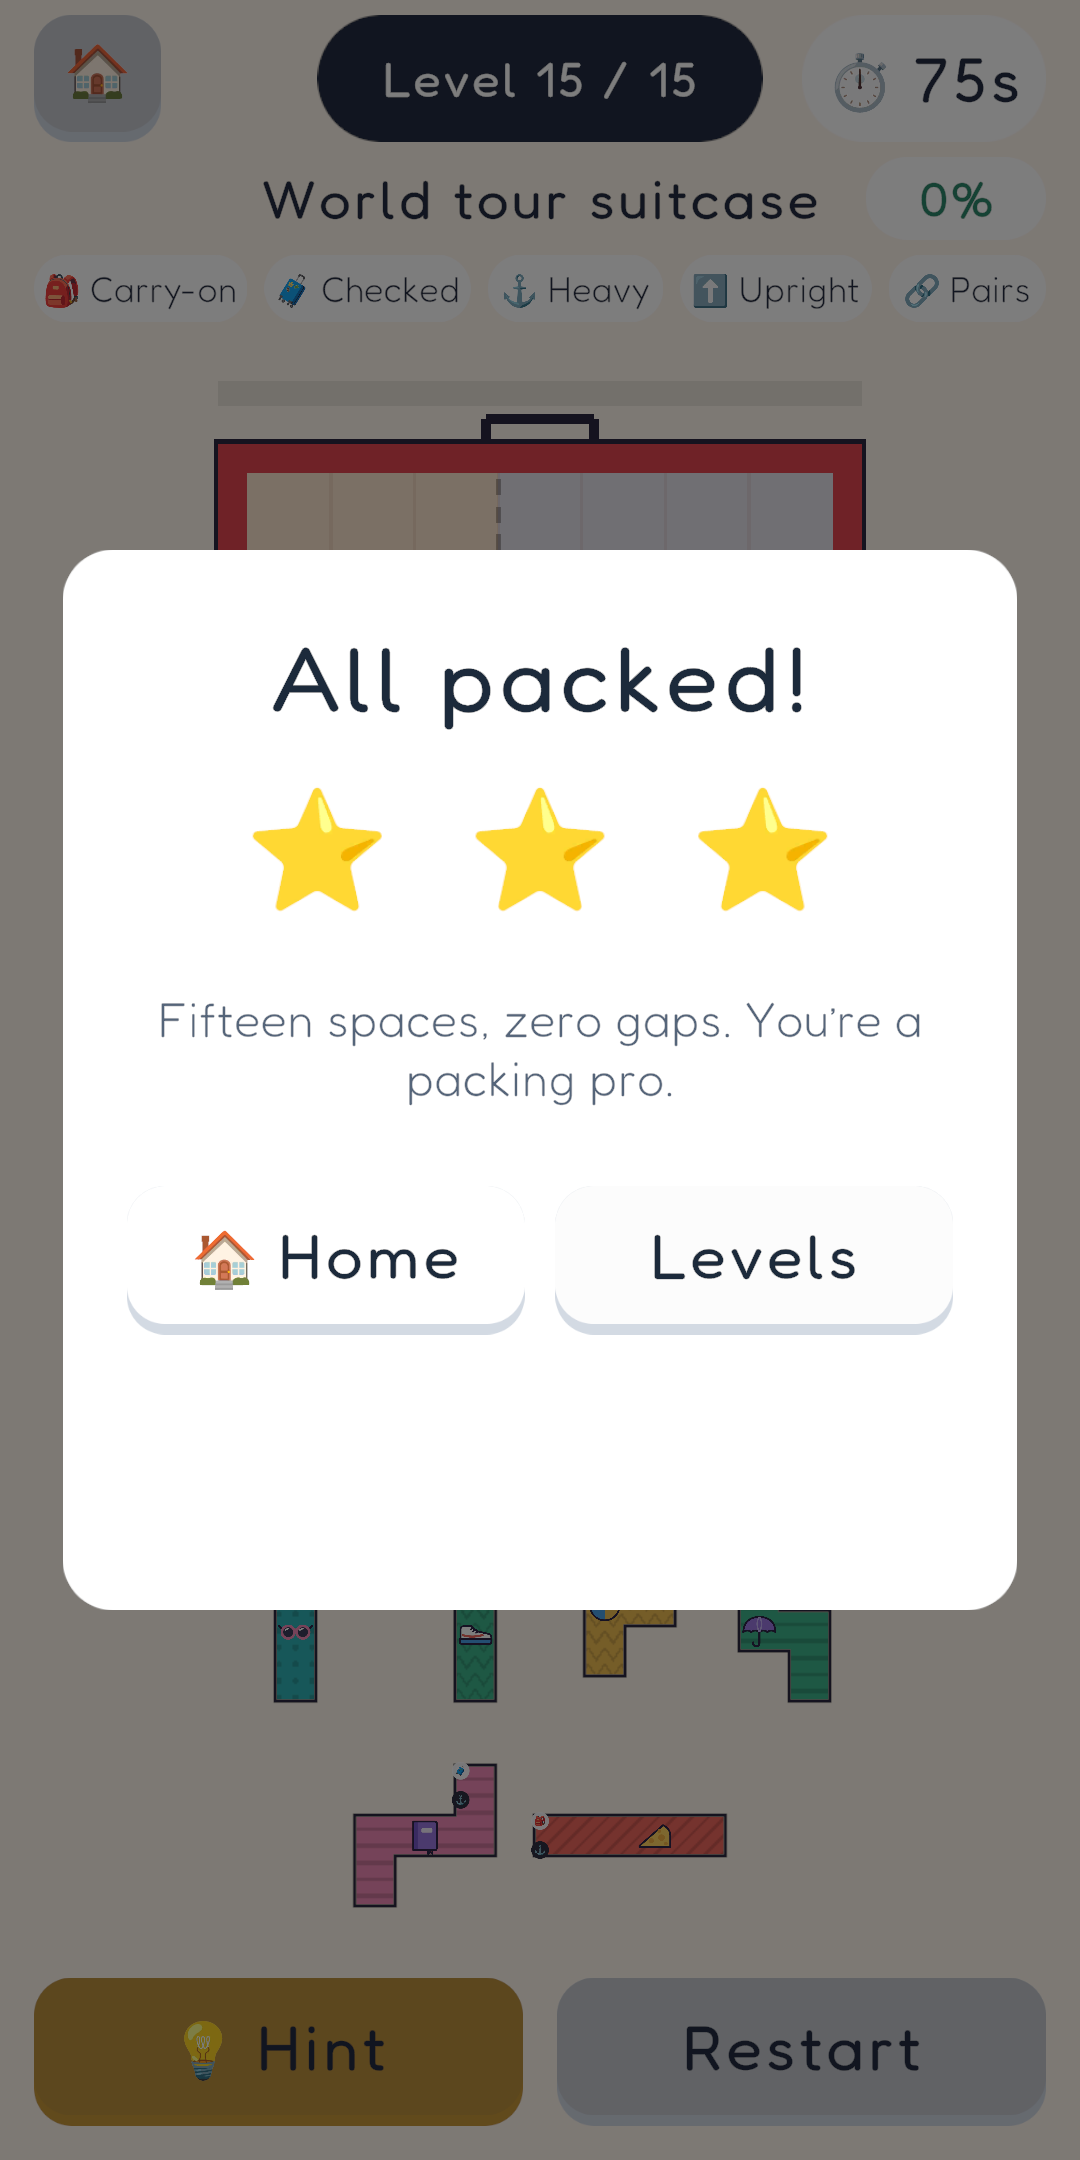 Level 15 / 15
75s
World tour suitcase
0%
Carry-on
Checked
Heavy
Upright
Pairs
All packed!
Fifteen spaces, zero gaps. You’re a
packing pro.
Home
Levels
Hint
Restart